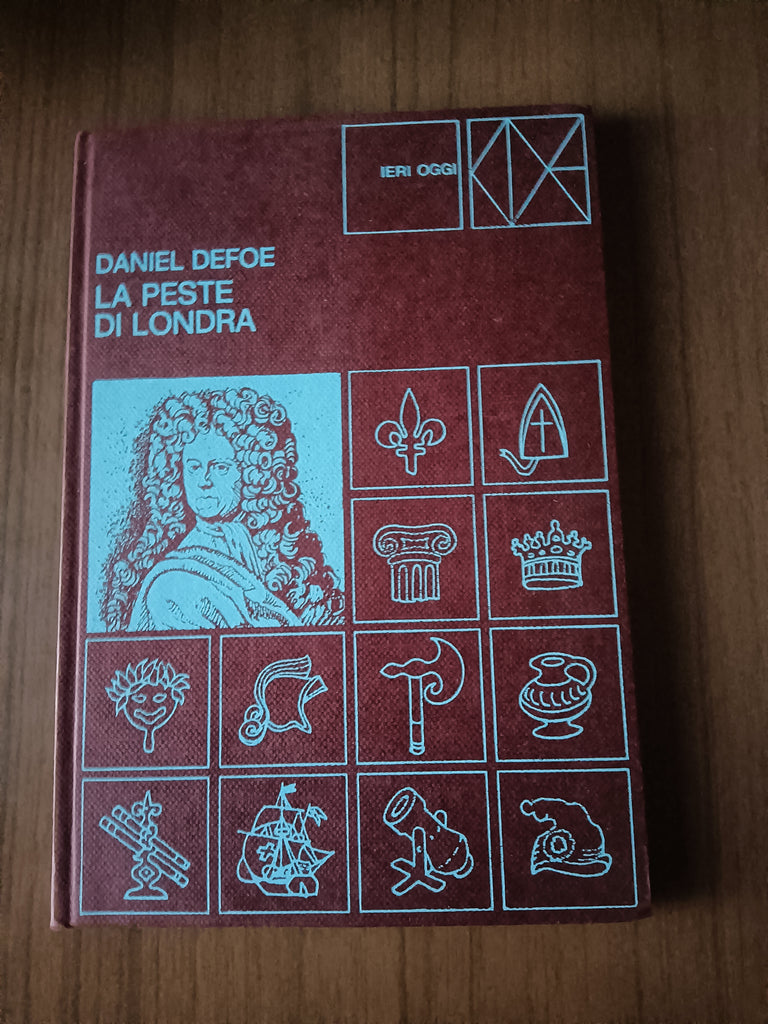 IERI OGGI
DANIEL DEFOE
LA PESTE
DI LONDRA